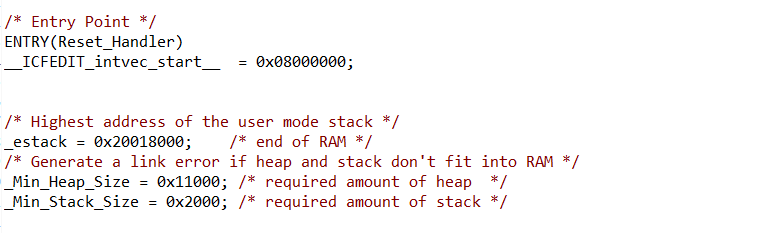 /* Entry Point */
ENTRY(Reset_Handler)
__ICFEDIT_intvec_start__  = 0x08000000;
/* Highest address of the user mode stack */
_estack = 0x20018000;    /* end of RAM */
/* Generate a link error if heap and stack don't fit into RAM */
_Min_Heap_Size = 0x11000; /* required amount of heap  */
_Min_Stack_Size = 0x2000; /* required amount of stack */